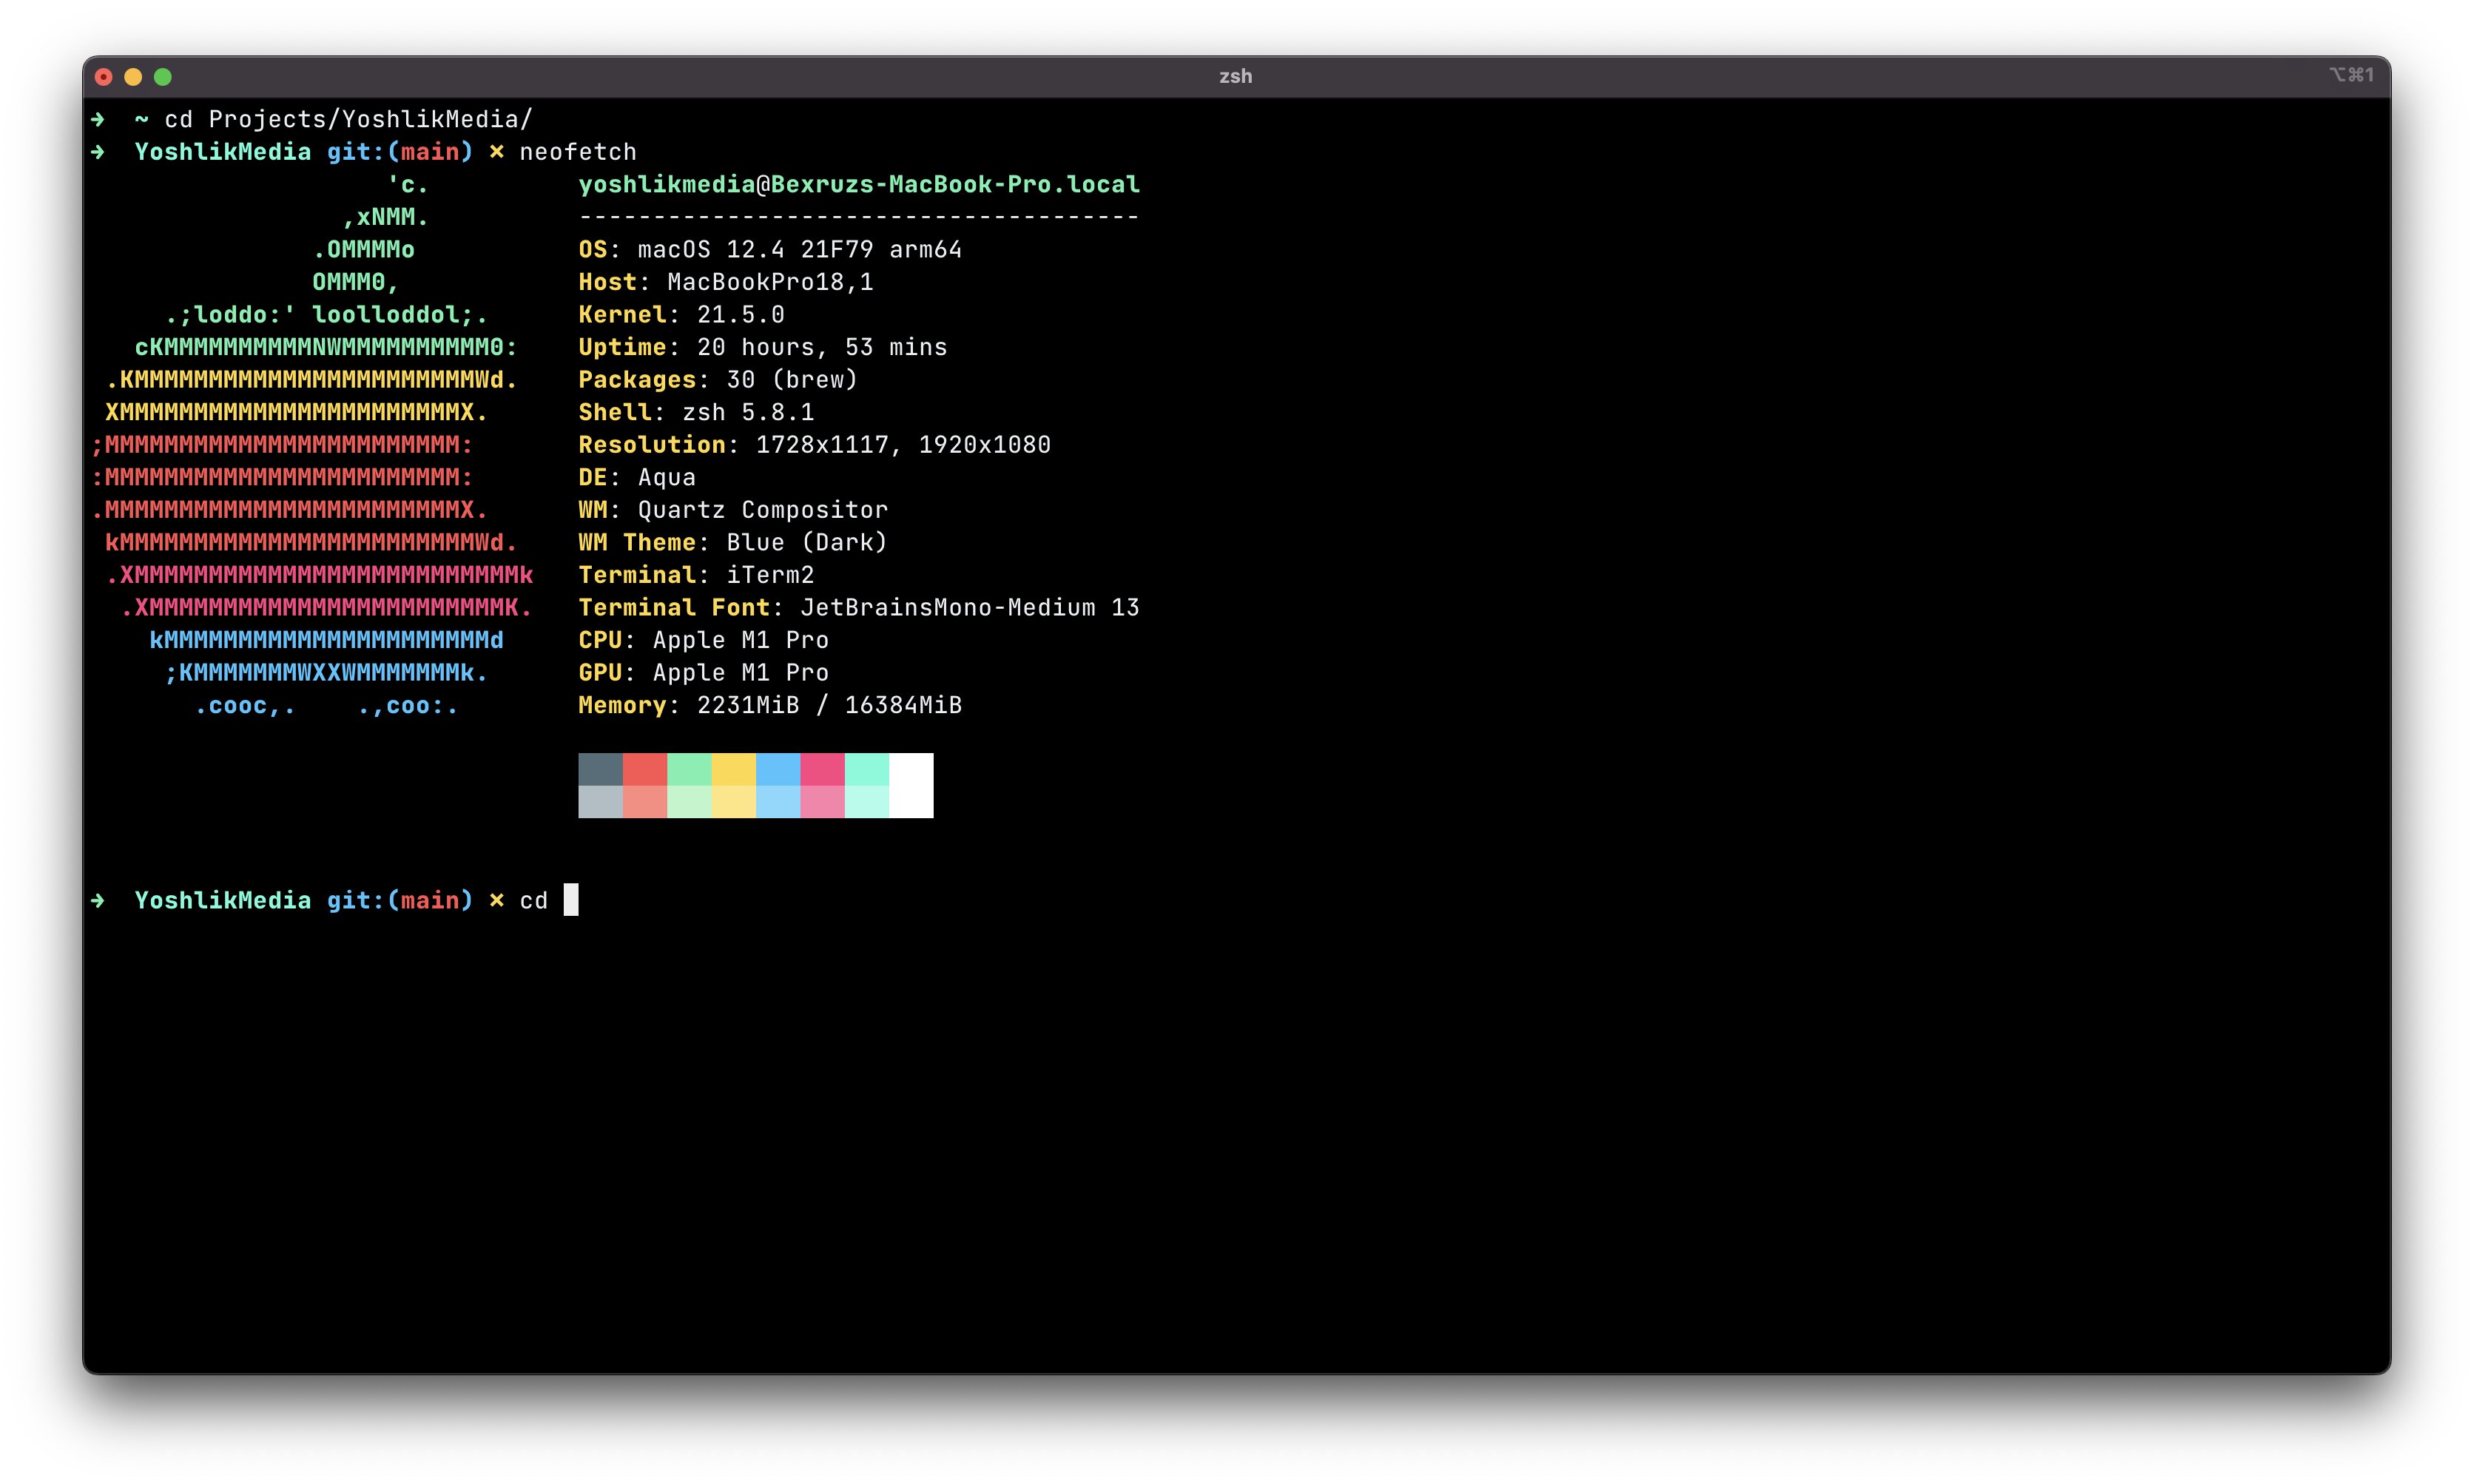 zsh
⌥⌘1
➜  ~ cd Projects/YoshlikMedia/
➜  YoshlikMedia git:(main) ✗ neofetch
                    'c.          yoshlikmedia@Bexruzs-MacBook-Pro.local
                 ,xNMM.          --------------------------------------
               .OMMMMo           OS: macOS 12.4 21F79 arm64
               OMMM0,            Host: MacBookPro18,1
     .;loddo:' loolloddol;.      Kernel: 21.5.0
   cKMMMMMMMMMMNWMMMMMMMMMM0:    Uptime: 20 hours, 53 mins
 .KMMMMMMMMMMMMMMMMMMMMMMMWd.    Packages: 30 (brew)
 XMMMMMMMMMMMMMMMMMMMMMMMX.      Shell: zsh 5.8.1
;MMMMMMMMMMMMMMMMMMMMMMMM:       Resolution: 1728x1117, 1920x1080
:MMMMMMMMMMMMMMMMMMMMMMMM:       DE: Aqua
.MMMMMMMMMMMMMMMMMMMMMMMMX.      WM: Quartz Compositor
 kMMMMMMMMMMMMMMMMMMMMMMMMWd.    WM Theme: Blue (Dark)
 .XMMMMMMMMMMMMMMMMMMMMMMMMMMk   Terminal: iTerm2
  .XMMMMMMMMMMMMMMMMMMMMMMMMK.   Terminal Font: JetBrainsMono-Medium 13
    kMMMMMMMMMMMMMMMMMMMMMMd     CPU: Apple M1 Pro
     ;KMMMMMMMWXXWMMMMMMMk.      GPU: Apple M1 Pro
       .cooc,.    .,coo:.        Memory: 2231MiB / 16384MiB
➜  YoshlikMedia git:(main) ✗ cd